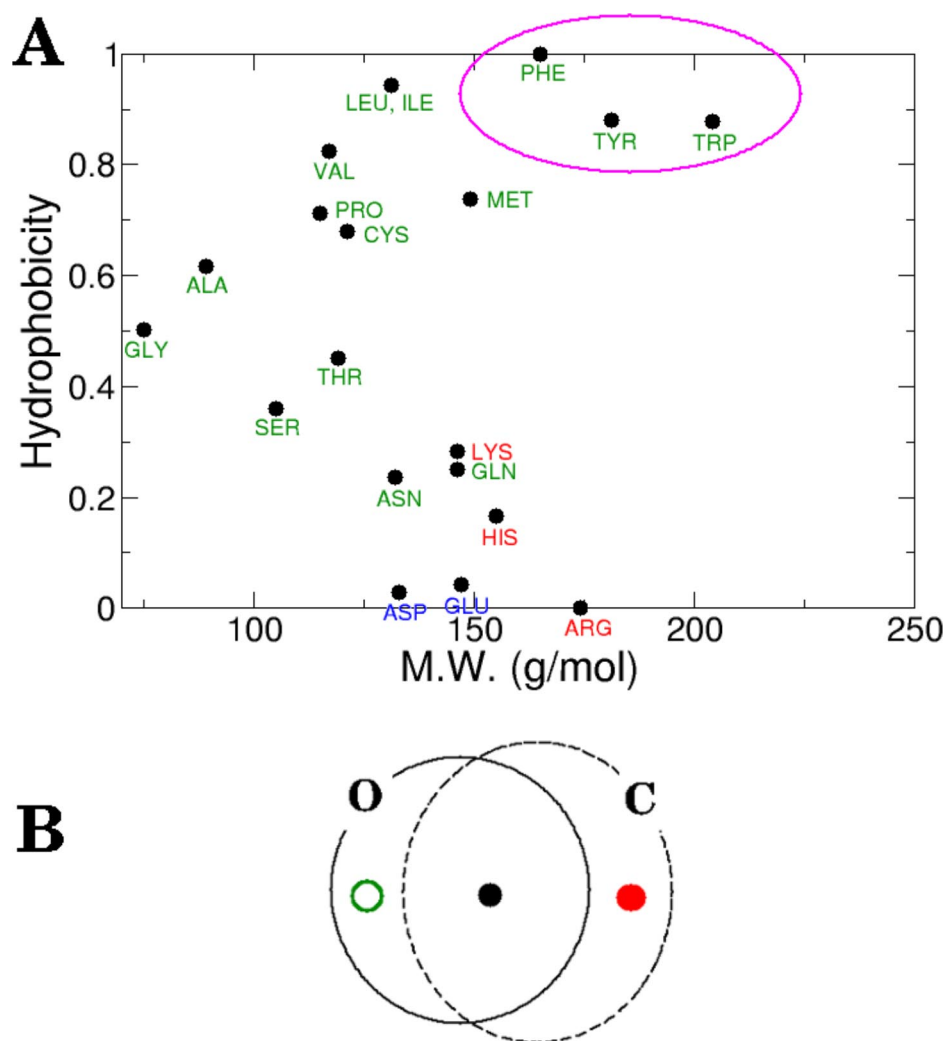 A
1
PHE
LEU, ILE
TYR
TRP
0.8
VAL
MET
PRO
CYS
0.6
ALA
GLY
0.4
THR
SER
LYS
GLN
0.2
ASN
HIS
0
ASP
GLU
ARG
Hydrophobicity
100
150
200
250
M.W. (g/mol)
O
C
B